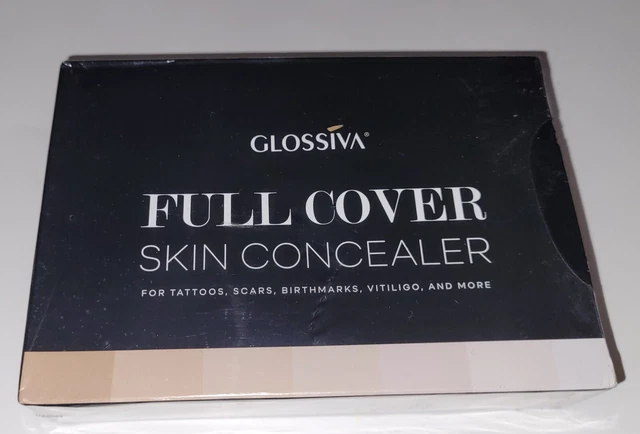 GLOSSIVA®
FULL COVER
SKIN CONCEALER
FOR TATTOOS, SCARS, BIRTHMARKS, VITILIGO, AND MORE